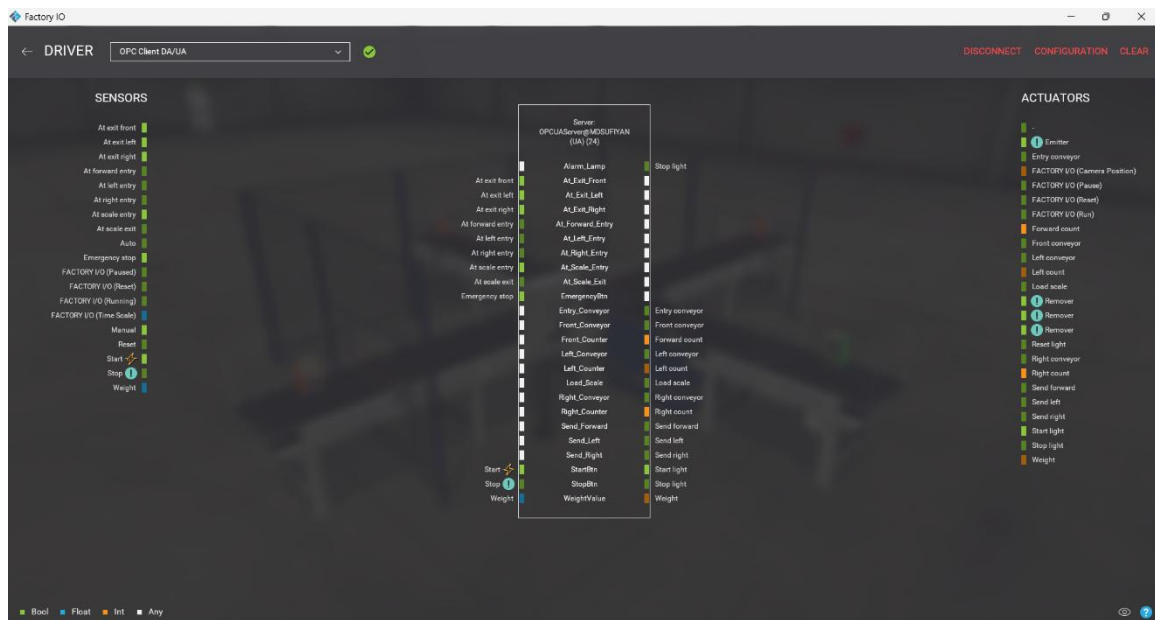 Factory IO
← DRIVER OPC Client DA/UA DISCONNECT CONFIGURATION CLEAR
SENSORS
At exit front
At exit left
At exit right
At forward entry
At left entry
At right entry
At scale entry
At scale exit
Auto
Emergency stop
FACTORY I/O (Paused)
FACTORY I/O (Reset)
FACTORY I/O (Running)
FACTORY I/O (Time Scale)
Manual
Reset
Start
Stop
Weight
Server:
OPCUAServer@MDSUFIYAN
(UA) (24)
Alarm_Lamp Stop light
At exit front At_Exit_Front
At exit left At_Exit_Left
At exit right At_Exit_Right
At forward entry At_Forward_Entry
At left entry At_Left_Entry
At right entry At_Right_Entry
At scale entry At_Scale_Entry
At scale exit At_Scale_Exit
Emergency stop EmergencyBtn
Entry_Conveyor Entry conveyor
Front_Conveyor Front conveyor
Front_Counter Forward count
Left_Conveyor Left conveyor
Left_Counter Left count
Load_Scale Load scale
Right_Conveyor Right conveyor
Right_Counter Right count
Send_Forward Send forward
Send_Left Send left
Send_Right Send right
Start StartBtn Start light
Stop StopBtn Stop light
Weight WeightValue Weight
ACTUATORS
-
Emitter
Entry conveyor
FACTORY I/O (Camera Position)
FACTORY I/O (Pause)
FACTORY I/O (Reset)
FACTORY I/O (Run)
Forward count
Front conveyor
Left conveyor
Left count
Load scale
Remover
Remover
Remover
Reset light
Right conveyor
Right count
Send forward
Send left
Send right
Start light
Stop light
Weight
Bool Float Int Any